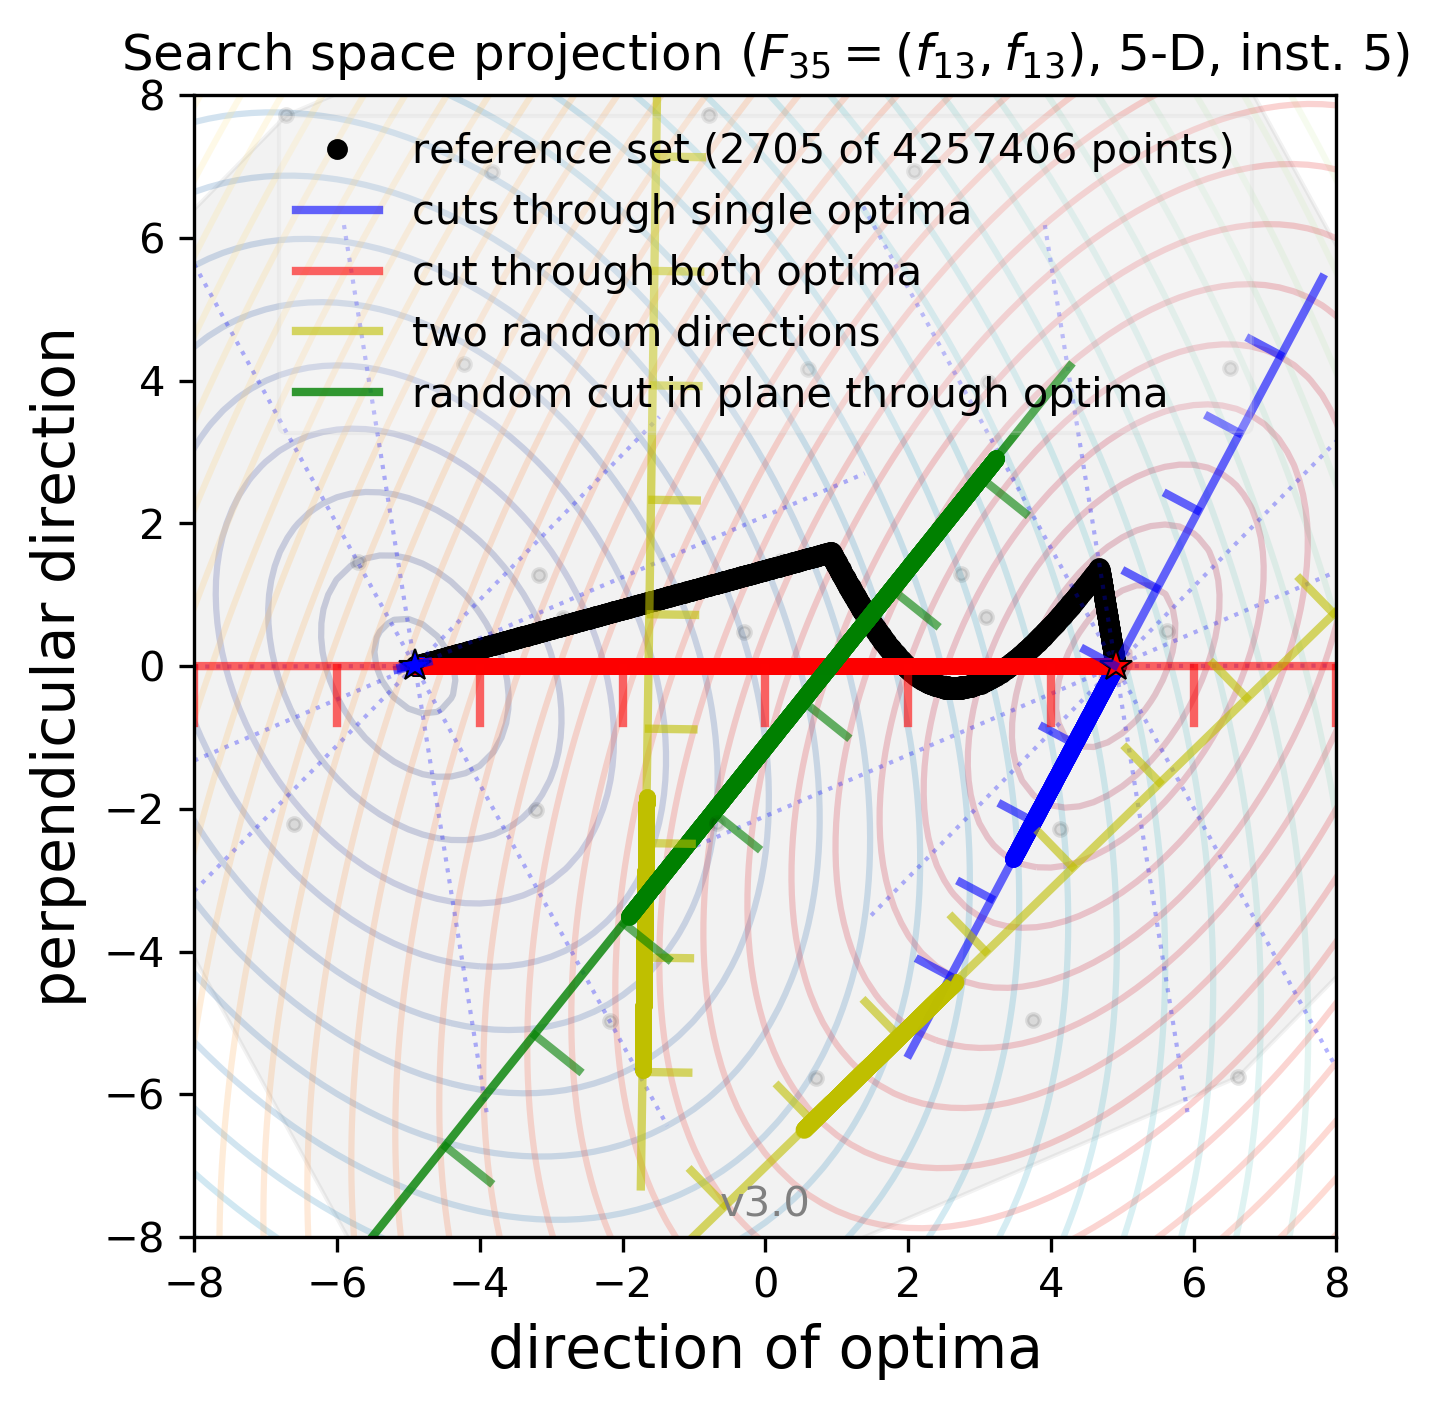 Search space projection (F35 = (f13, f13), 5-D, inst. 5)
reference set (2705 of 4257406 points)
cuts through single optima
cut through both optima
two random directions
random cut in plane through optima
perpendicular direction
8
6
4
2
0
−2
−4
−6
−8
v3.0
−8 −6 −4 −2 0 2 4 6 8
direction of optima